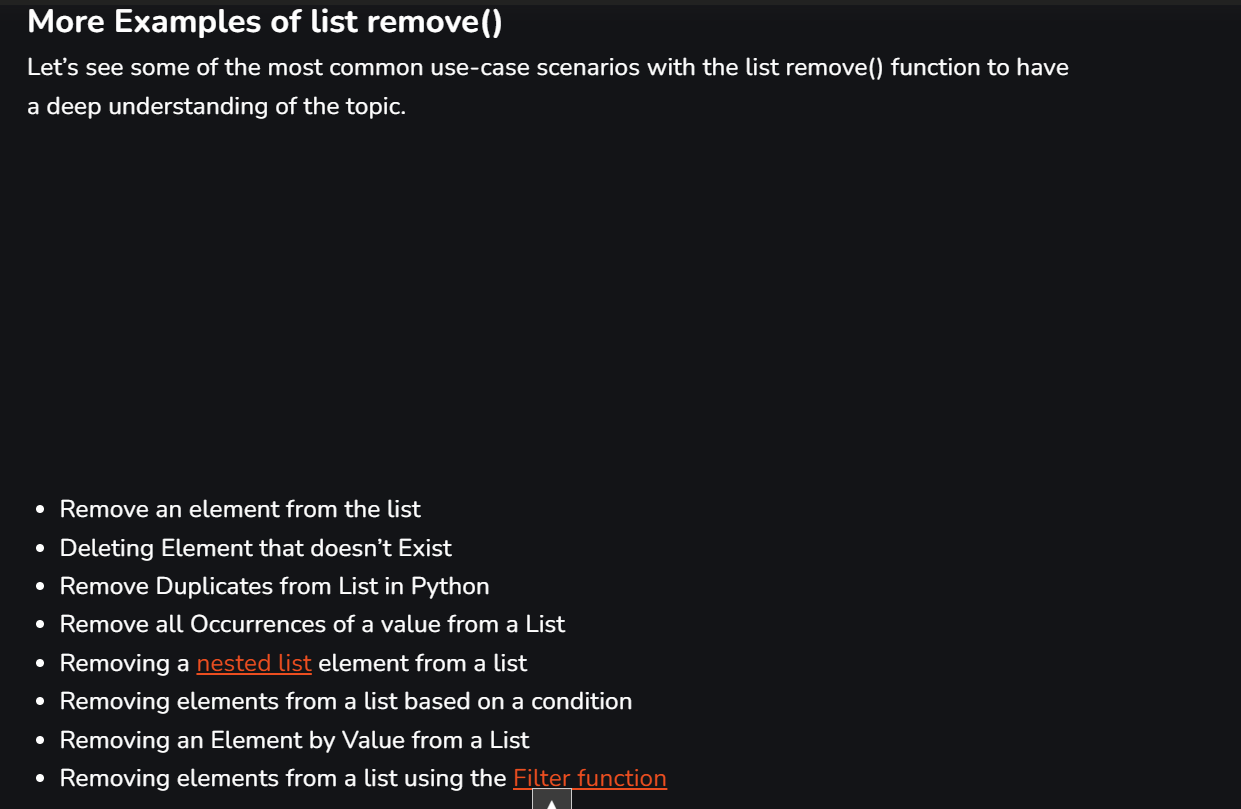 More Examples of list remove()
Let’s see some of the most common use-case scenarios with the list remove() function to have
a deep understanding of the topic.
• Remove an element from the list
• Deleting Element that doesn’t Exist
• Remove Duplicates from List in Python
• Remove all Occurrences of a value from a List
• Removing a nested list element from a list
• Removing elements from a list based on a condition
• Removing an Element by Value from a List
• Removing elements from a list using the Filter function